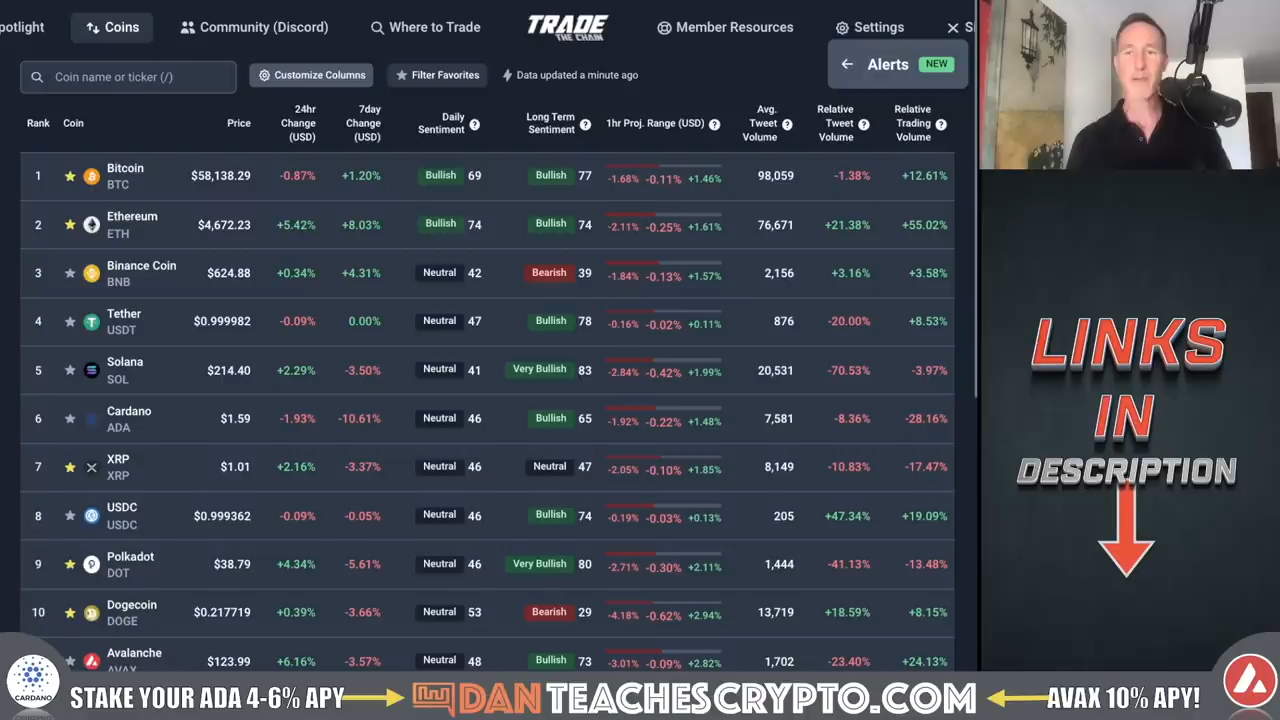 potlight
Coins
Community (Discord)
Where to Trade
TRADE
THE CHAIN
Member Resources
Settings
S
Coin name or ticker (/)
Customize Columns
Filter Favorites
Data updated a minute ago
Alerts NEW
Rank Coin Price 24hr Change (USD) 7day Change (USD) Daily Sentiment ? Long Term Sentiment ? 1hr Proj. Range (USD) ? Avg. Tweet Volume ? Relative Tweet Volume ? Relative Trading Volume ?
1 Bitcoin BTC $58,138.29 -0.87% +1.20% Bullish 69 Bullish 77 -1.68% -0.11% +1.46% 98,059 -1.38% +12.61%
2 Ethereum ETH $4,672.23 +5.42% +8.03% Bullish 74 Bullish 74 -2.11% -0.25% +1.61% 76,671 +21.38% +55.02%
3 Binance Coin BNB $624.88 +0.34% +4.31% Neutral 42 Bearish 39 -1.84% -0.13% +1.57% 2,156 +3.16% +3.58%
4 Tether USDT $0.999982 -0.09% 0.00% Neutral 47 Bullish 78 -0.16% -0.02% +0.11% 876 -20.00% +8.53%
5 Solana SOL $214.40 +2.29% -3.50% Neutral 41 Very Bullish 83 -2.84% -0.42% +1.99% 20,531 -70.53% -3.97%
6 Cardano ADA $1.59 -1.93% -10.61% Neutral 46 Bullish 65 -1.92% -0.22% +1.48% 7,581 -8.36% -28.16%
7 XRP XRP $1.01 +2.16% -3.37% Neutral 46 Neutral 47 -2.05% -0.10% +1.85% 8,149 -10.83% -17.47%
8 USDC USDC $0.999362 -0.09% -0.05% Neutral 46 Bullish 74 -0.19% -0.03% +0.13% 205 +47.34% +19.09%
9 Polkadot DOT $38.79 +4.34% -5.61% Neutral 46 Very Bullish 80 -2.71% -0.30% +2.11% 1,444 -41.13% -13.48%
10 Dogecoin DOGE $0.217719 +0.39% -3.66% Neutral 53 Bearish 29 -4.18% -0.62% +2.94% 13,719 +18.59% +8.15%
Avalanche AVAX $123.99 +6.16% -3.57% Neutral 48 Bullish 73 -3.01% -0.09% +2.82% 1,702 -23.40% +24.13%
LINKS
IN
DESCRIPTION
CARDANO
STAKE YOUR ADA 4-6% APY
DANTEACHESCRYPTO.COM
AVAX 10% APY!